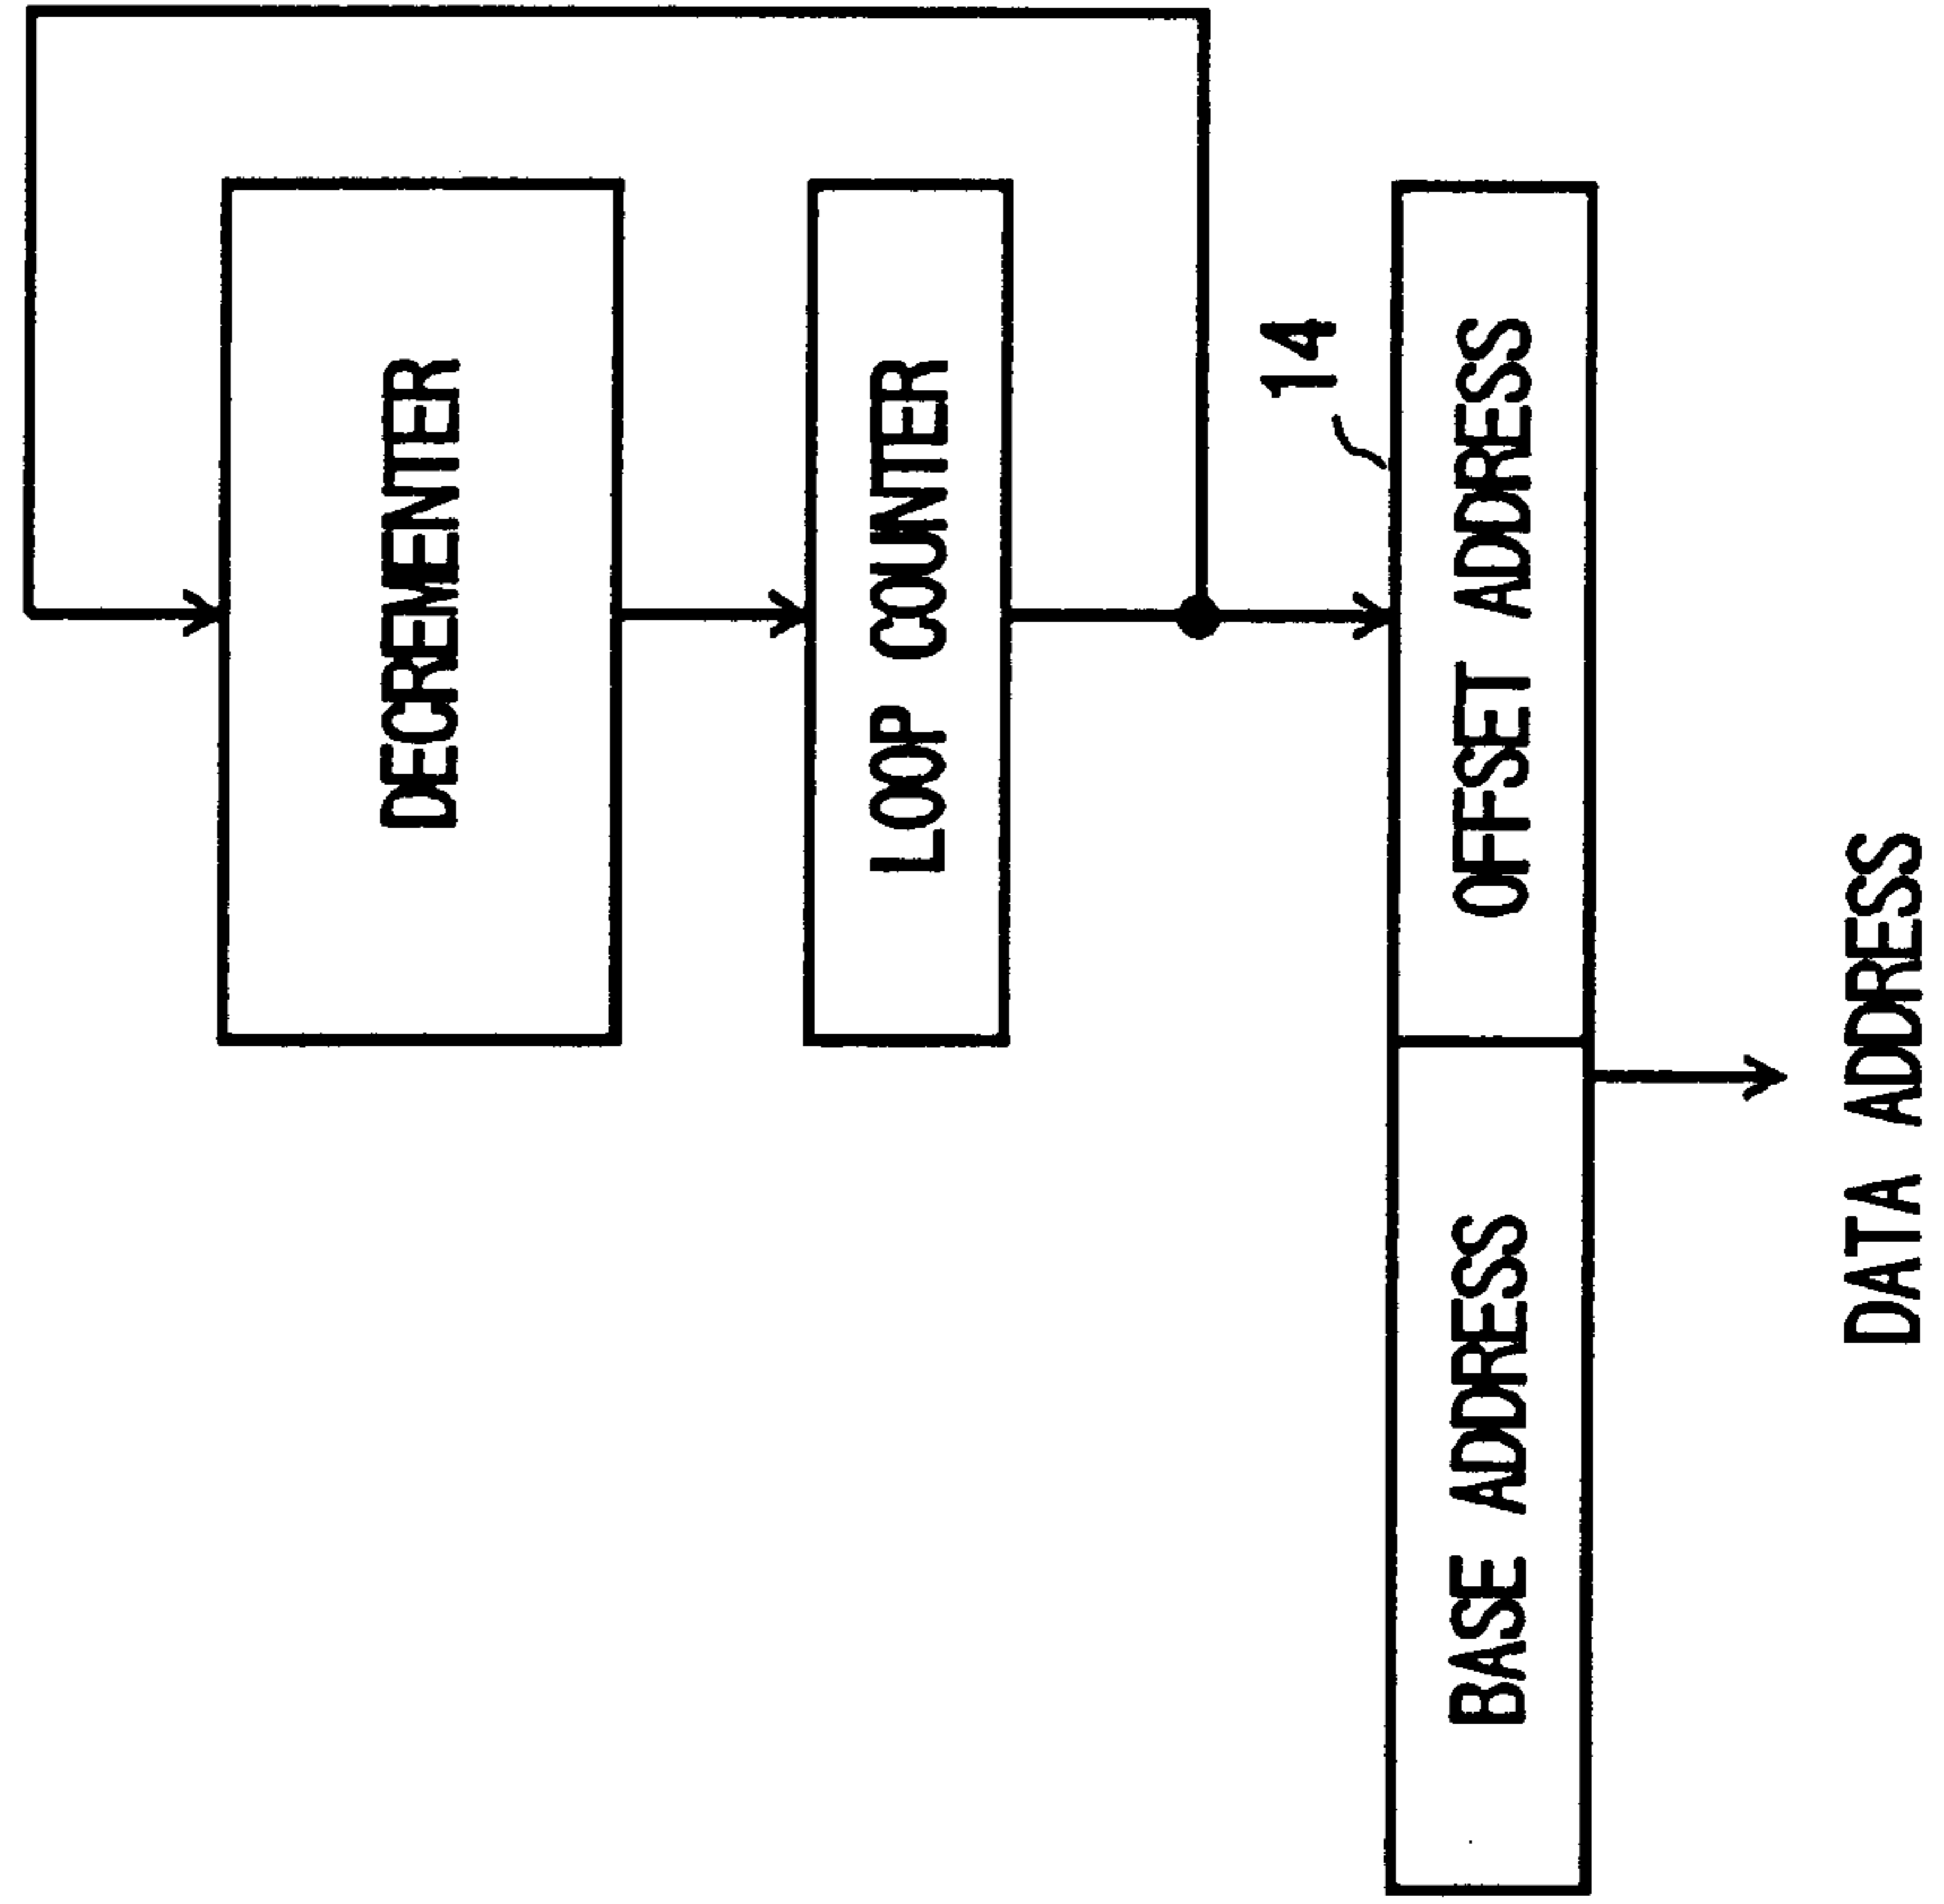 DECREMENTER
LOOP COUNTER
14
BASE ADDRESS
OFFSET ADDRESS
DATA ADDRESS